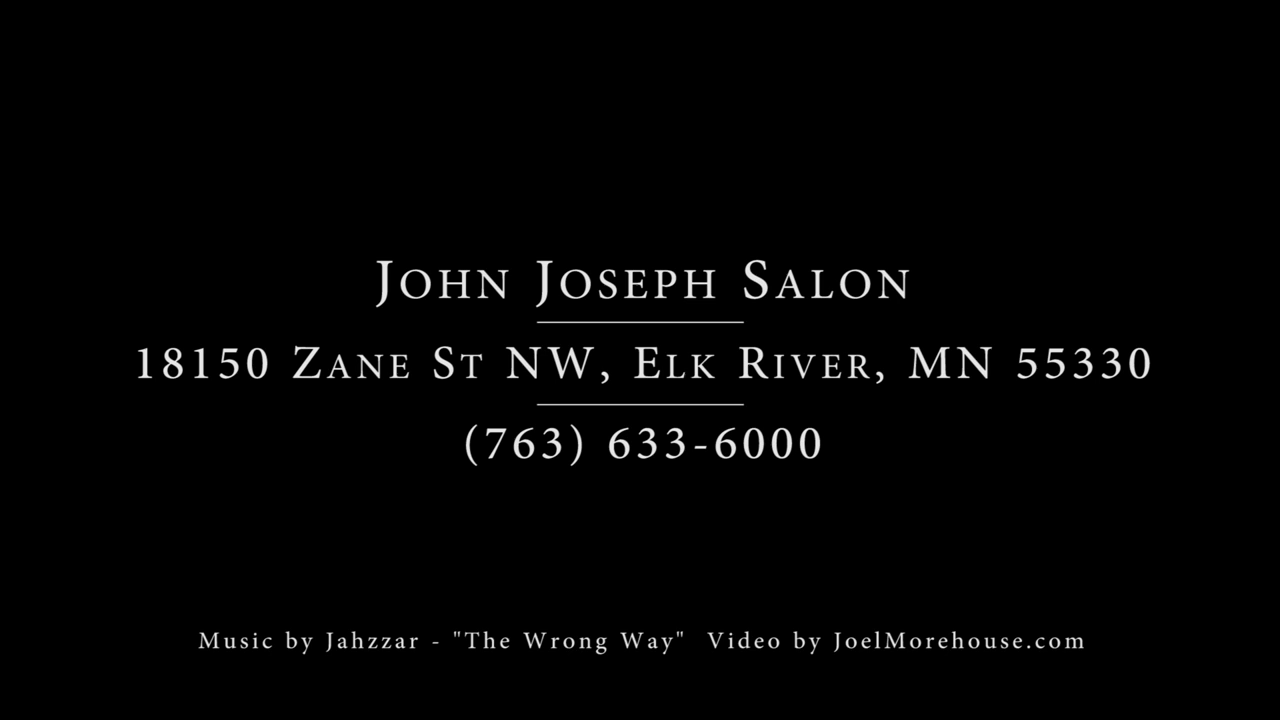 John Joseph Salon
18150 Zane St NW, Elk River, MN 55330
(763) 633-6000
Music by Jahzzar - "The Wrong Way"  Video by JoelMorehouse.com